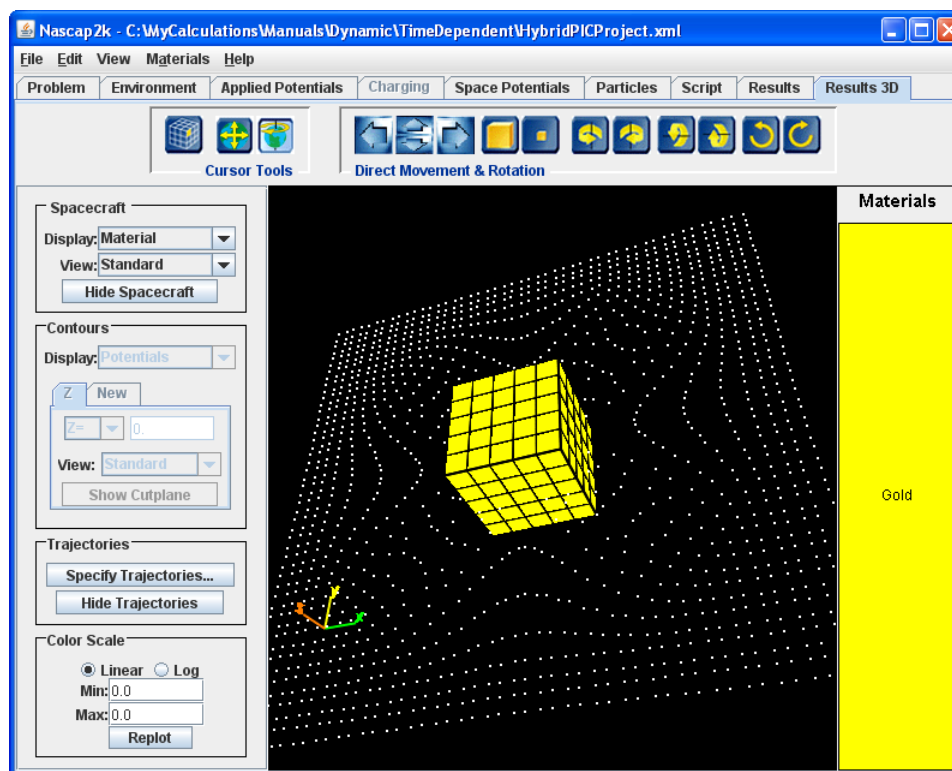 Nascap2k - C:\MyCalculations\Manuals\Dynamic\TimeDependent\HybridPICProject.xml
File Edit View Materials Help
Problem Environment Applied Potentials Charging Space Potentials Particles Script Results Results 3D
Cursor Tools Direct Movement & Rotation
Spacecraft
Display: Material
View: Standard
Hide Spacecraft
Contours
Display: Potentials
Z New
Z= 0.
View: Standard
Show Cutplane
Trajectories
Specify Trajectories...
Hide Trajectories
Color Scale
Linear Log
Min: 0.0
Max: 0.0
Replot
Materials
Gold